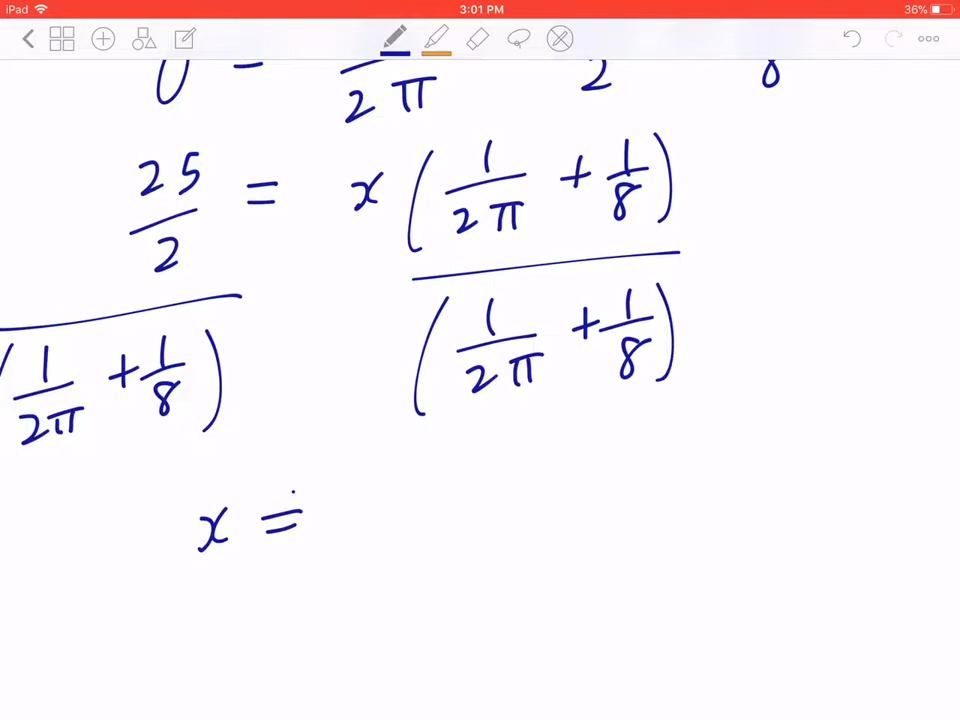 iPad 3:01 PM 36%
0 = 2π 2 8
25/2 = x(1/2π + 1/8)
(1/2π + 1/8) (1/2π + 1/8)
x ≐